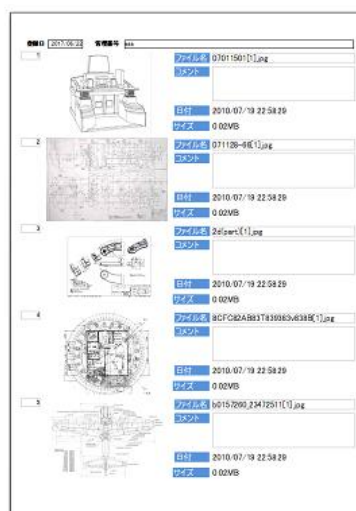 登録日 2017/06/22 管理番号 aaa
1
ファイル名 07011501[1].jpg
コメント
日付 2010/07/19 22:58:29
サイズ 0.02MB
2
ファイル名 071128-66[1].jpg
コメント
日付 2010/07/19 22:58:29
サイズ 0.02MB
3
ファイル名 2d(part)[1].jpg
コメント
日付 2010/07/19 22:58:29
サイズ 0.02MB
4
ファイル名
コメント
日付 2010/07/19 22:58:29
サイズ 0.02MB
5
ファイル名 b0157260_23472511[1].jpg
コメント
日付 2010/07/19 22:58:29
サイズ 0.02MB